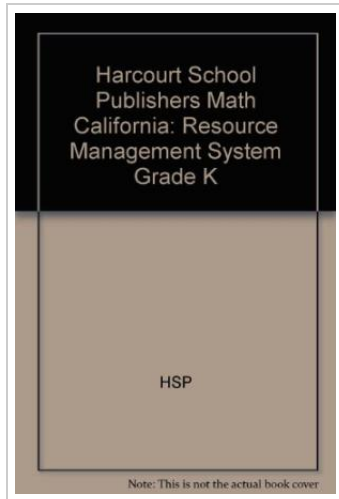 Harcourt School
Publishers Math
California: Resource
Management System
Grade K
HSP
Note: This is not the actual book cover